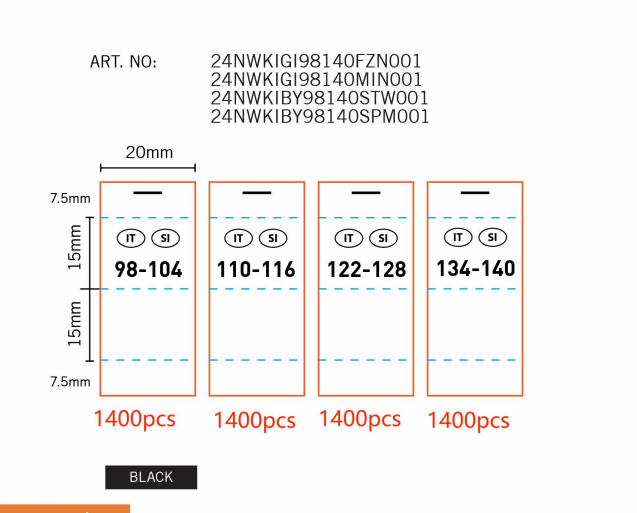 ART. NO: 24NWKIGI98140FZN001
24NWKIGI98140MIN001
24NWKIBY98140STW001
24NWKIBY98140SPM001
20mm
7.5mm
15mm
IT SI IT SI IT SI IT SI
98-104 110-116 122-128 134-140
15mm
7.5mm
1400pcs 1400pcs 1400pcs 1400pcs
BLACK